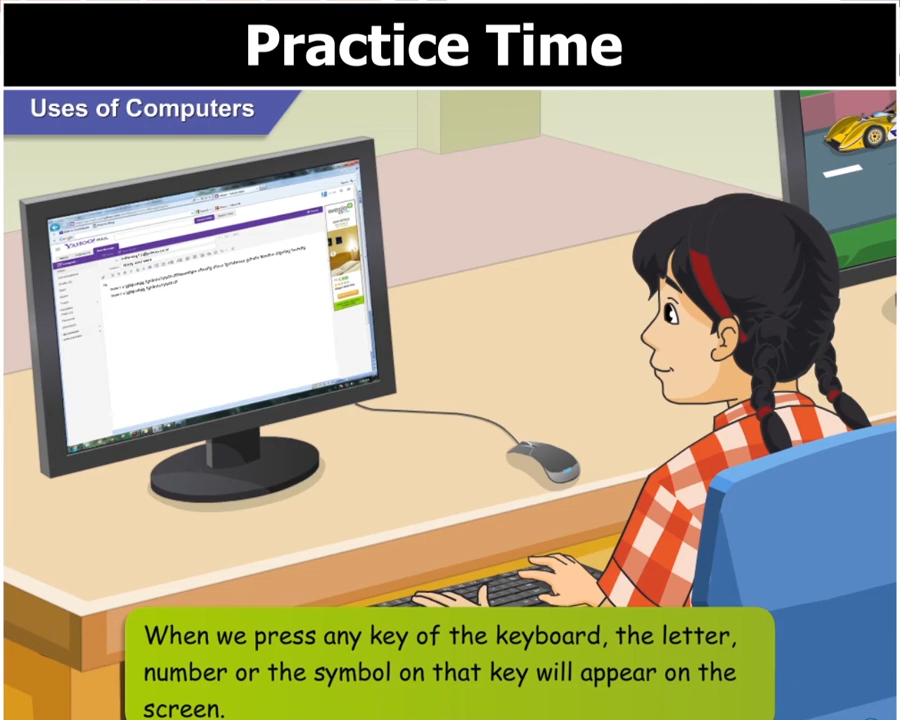 Practice Time
Uses of Computers
YAHOO! MAIL
When we press any key of the keyboard, the letter,
number or the symbol on that key will appear on the
screen.